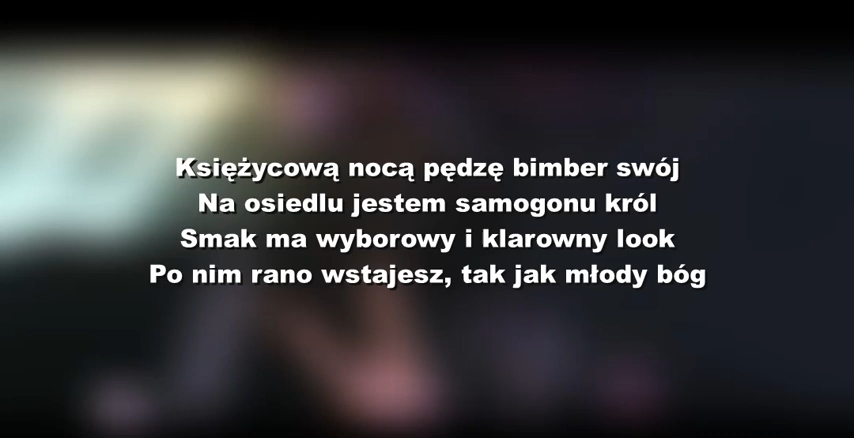 Księżycową nocą pędzę bimber swój
Na osiedlu jestem samogonu król
Smak ma wyborowy i klarowny look
Po nim rano wstajesz, tak jak młody bóg